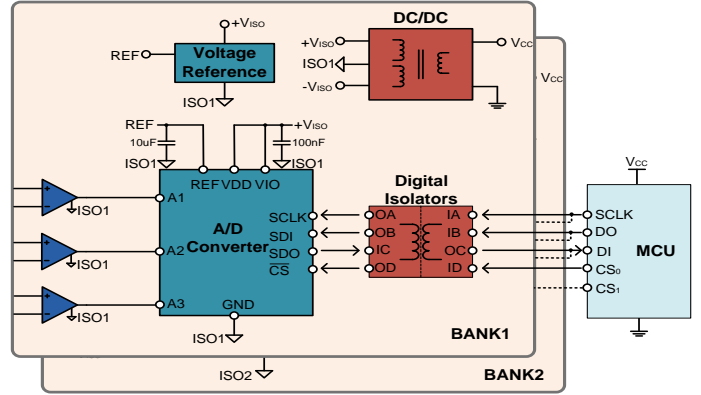 DC/DC
+VISO
REF
Voltage
Reference
ISO1
+VISO
ISO1
-VISO
VCC
VCC
REF
10uF
ISO1
+VISO
100nF
ISO1
REF VDD VIO
A/D
Converter
A1
A2
A3
SCLK
SDI
SDO
CS
GND
ISO1
+
-
ISO1
+
-
ISO1
+
-
ISO1
Digital
Isolators
OA IA
OB IB
IC OC
OD ID
VCC
SCLK
DO
DI
CS0
CS1
MCU
BANK1
ISO2
BANK2